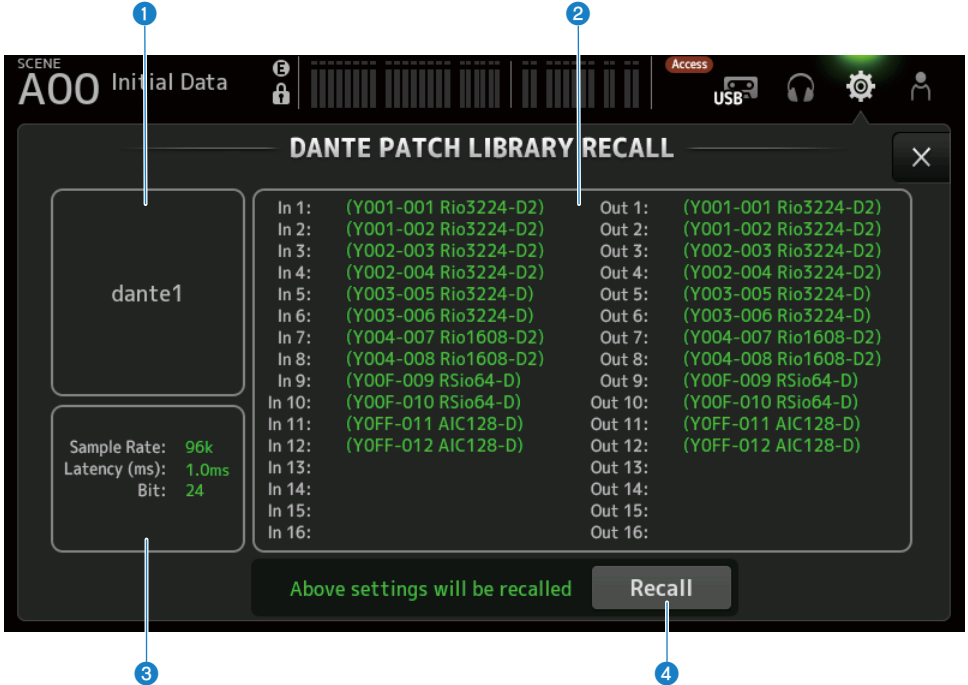 1 2
SCENE
A00 Initial Data E Access
USB
DANTE PATCH LIBRARY RECALL
dante1
In 1: (Y001-001 Rio3224-D2) Out 1: (Y001-001 Rio3224-D2)
In 2: (Y001-002 Rio3224-D2) Out 2: (Y001-002 Rio3224-D2)
In 3: (Y002-003 Rio3224-D2) Out 3: (Y002-003 Rio3224-D2)
In 4: (Y002-004 Rio3224-D2) Out 4: (Y002-004 Rio3224-D2)
In 5: (Y003-005 Rio3224-D) Out 5: (Y003-005 Rio3224-D)
In 6: (Y003-006 Rio3224-D) Out 6: (Y003-006 Rio3224-D)
In 7: (Y004-007 Rio1608-D2) Out 7: (Y004-007 Rio1608-D2)
In 8: (Y004-008 Rio1608-D2) Out 8: (Y004-008 Rio1608-D2)
In 9: (Y00F-009 RSio64-D) Out 9: (Y00F-009 RSio64-D)
In 10: (Y00F-010 RSio64-D) Out 10: (Y00F-010 RSio64-D)
In 11: (Y0FF-011 AIC128-D) Out 11: (Y0FF-011 AIC128-D)
In 12: (Y0FF-012 AIC128-D) Out 12: (Y0FF-012 AIC128-D)
In 13: Out 13:
In 14: Out 14:
In 15: Out 15:
In 16: Out 16:
Sample Rate: 96k
Latency (ms): 1.0ms
Bit: 24
Above settings will be recalled Recall
3 4